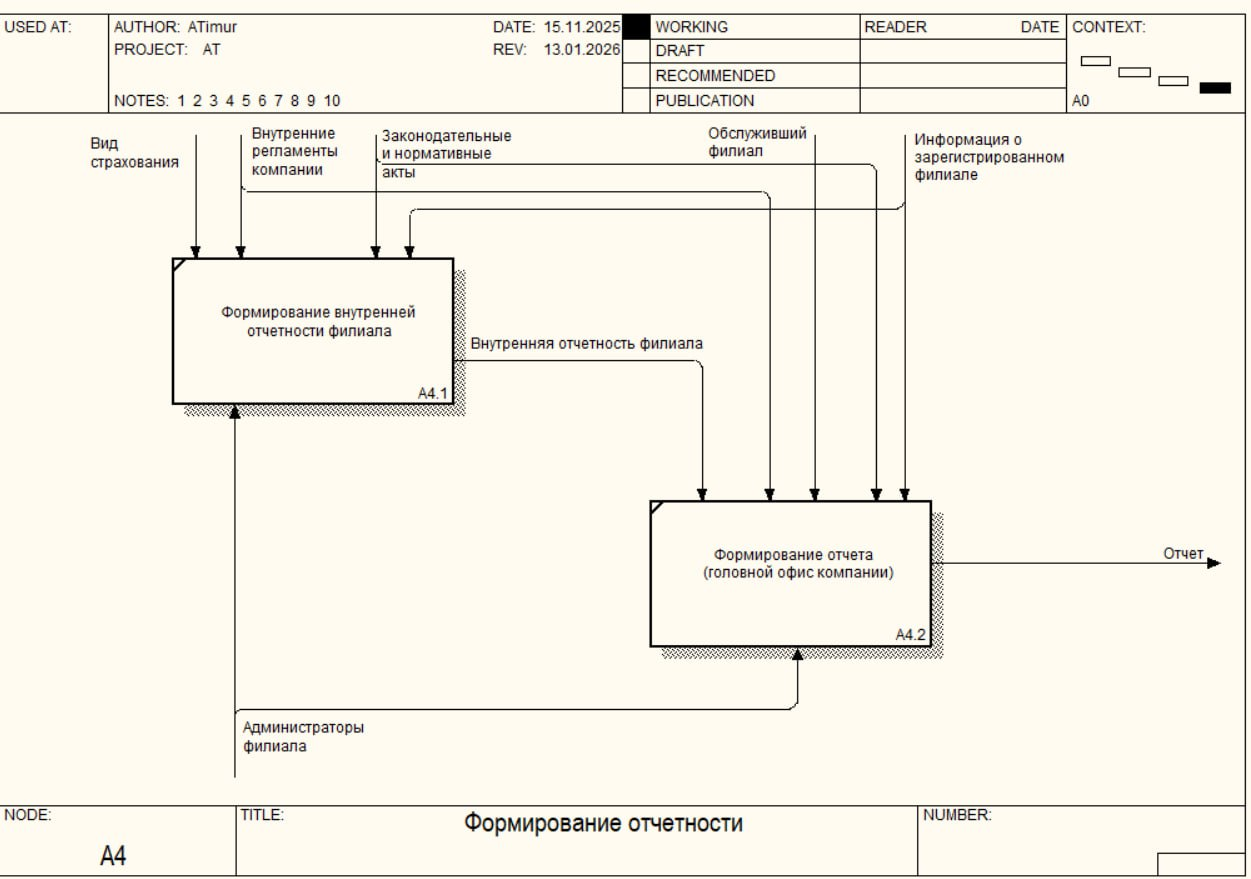 USED AT:
AUTHOR: ATimur
DATE: 15.11.2025
WORKING
READER
DATE
CONTEXT:
PROJECT: AT
REV: 13.01.2026
DRAFT
RECOMMENDED
NOTES: 1 2 3 4 5 6 7 8 9 10
PUBLICATION
A0
Вид
страхования
Внутренние
регламенты
компании
Законодательные
и нормативные
акты
Обслуживший
филиал
Информация о
зарегистрированном
филиале
Формирование внутренней
отчетности филиала
A4.1
Внутренняя отчетность филиала
Формирование отчета
(головной офис компании)
A4.2
Отчет
Администраторы
филиала
NODE:
A4
TITLE:
Формирование отчетности
NUMBER: